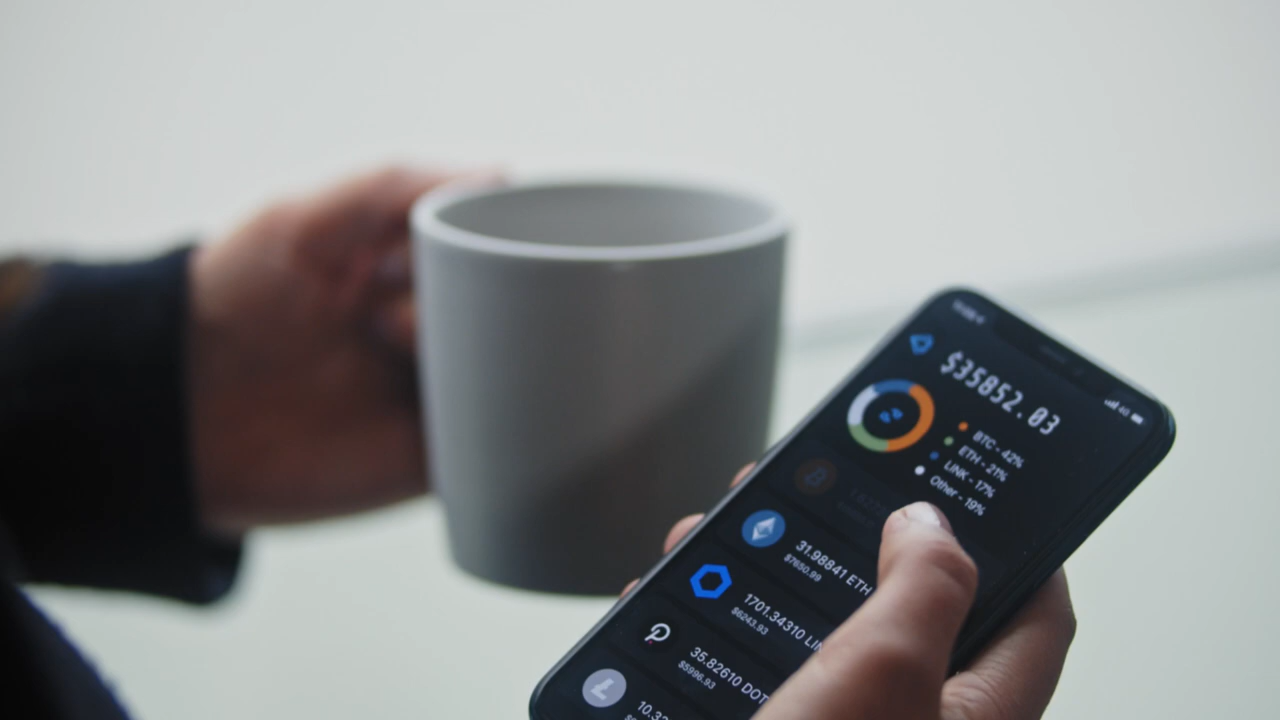 $35852.03
BTC - 42%
ETH - 21%
LINK - 17%
Other - 19%
31.98841 ETH
$7650.99
1701.34310
$6243.93
35.82610 DOT
$5996.93
4G